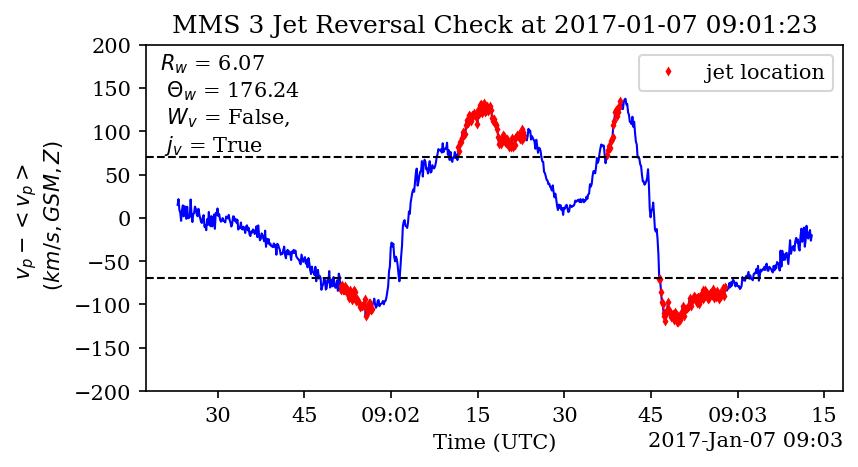 MMS 3 Jet Reversal Check at 2017-01-07 09:01:23
R_w = 6.07
Θ_w = 176.24
W_v = False,
j_v = True
jet location
v_p − < v_p >
(km/s, GSM, Z)
200
150
100
50
0
−50
−100
−150
−200
30 45 09:02 15 30 45 09:03 15
Time (UTC)
2017-Jan-07 09:03